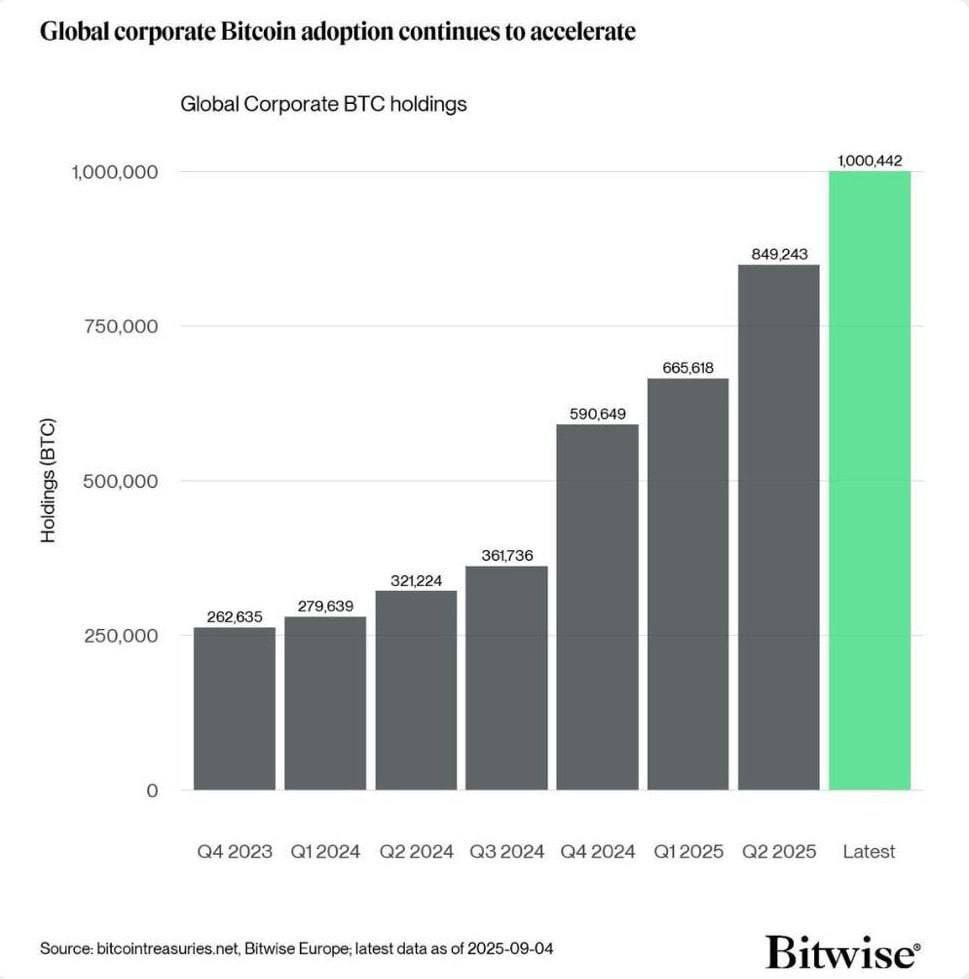 Global corporate Bitcoin adoption continues to accelerate
Global Corporate BTC holdings
1,000,442
1,000,000
849,243
750,000
665,618
590,649
Holdings (BTC)
500,000
361,736
321,224
279,639
262,635
250,000
0
Q4 2023 Q1 2024 Q2 2024 Q3 2024 Q4 2024 Q1 2025 Q2 2025 Latest
Source: bitcointreasuries.net, Bitwise Europe; latest data as of 2025-09-04
Bitwise®